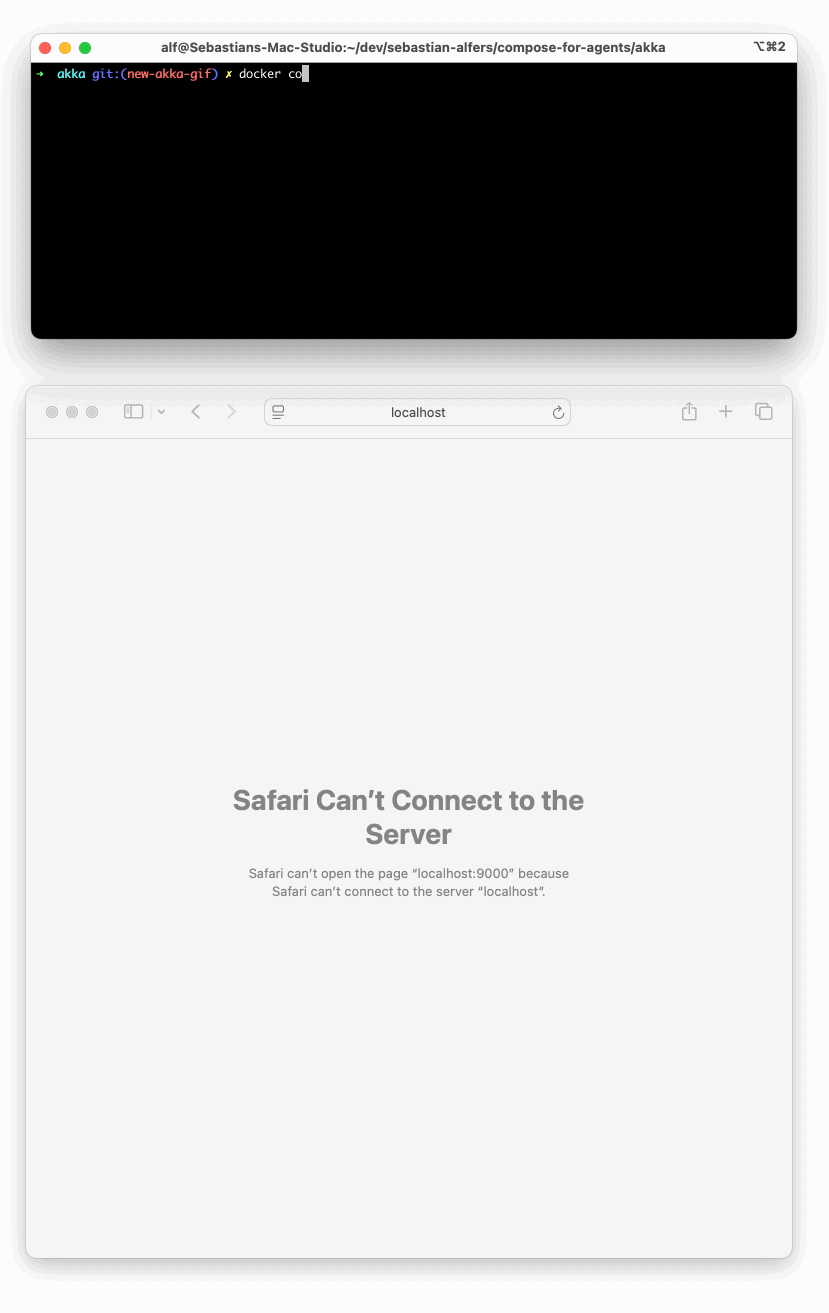 alf@Sebastians-Mac-Studio:~/dev/sebastian-alfers/compose-for-agents/akka ⌥⌘2
➜ akka git:(new-akka-gif) ✗ docker co
localhost
Safari Can’t Connect to the
Server
Safari can’t open the page “localhost:9000” because
Safari can’t connect to the server “localhost”.